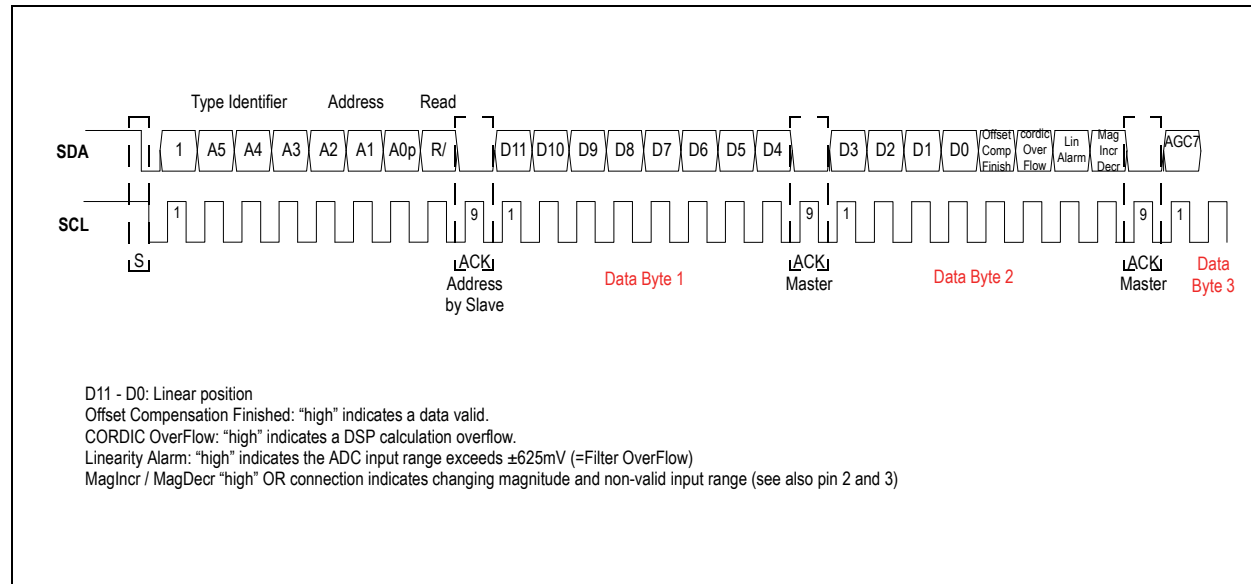 Type Identifier Address Read
SDA 1 A5 A4 A3 A2 A1 A0p R/ D11 D10 D9 D8 D7 D6 D5 D4 D3 D2 D1 D0 Offset Comp Finish cordic Over Flow Lin Alarm Mag Incr Decr AGC7
SCL 1 9 1 9 1 9 1
S ACK Address by Slave Data Byte 1 ACK Master Data Byte 2 ACK Master Data Byte 3
D11 - D0: Linear position
Offset Compensation Finished: “high” indicates a data valid.
CORDIC OverFlow: “high” indicates a DSP calculation overflow.
Linearity Alarm: “high” indicates the ADC input range exceeds ±625mV (=Filter OverFlow)
MagIncr / MagDecr “high” OR connection indicates changing magnitude and non-valid input range (see also pin 2 and 3)